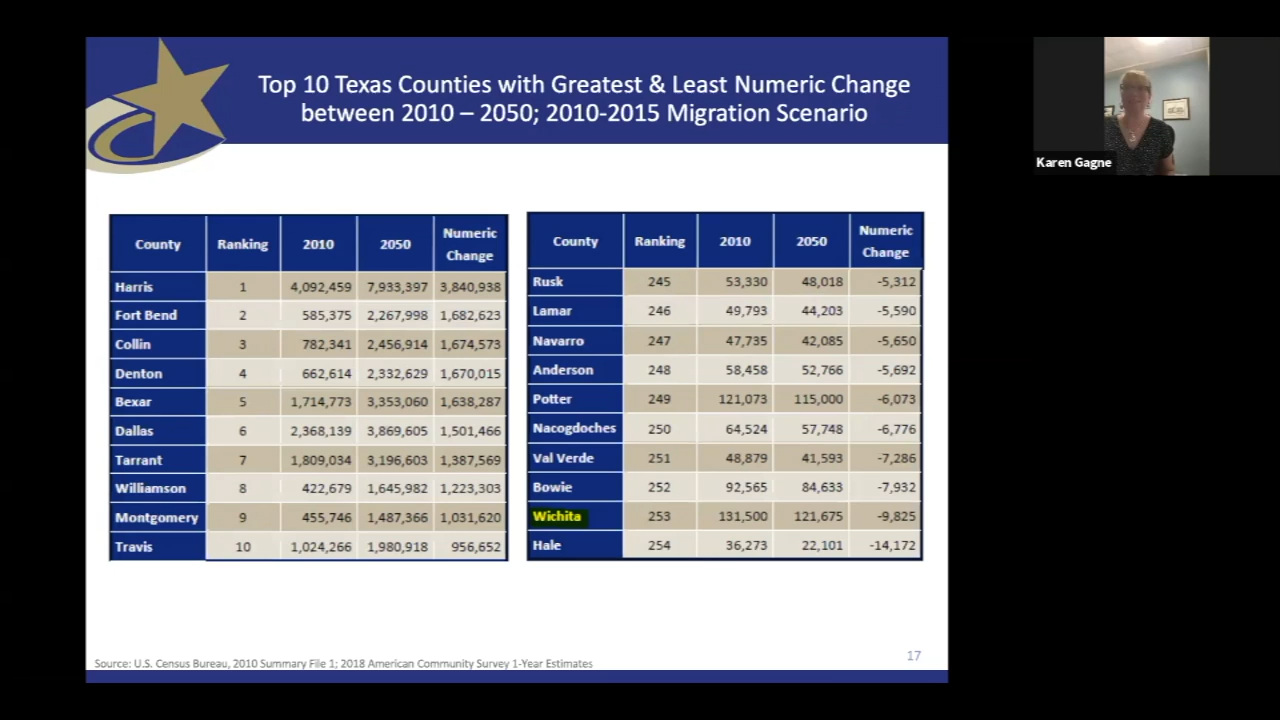 Top 10 Texas Counties with Greatest & Least Numeric Change
between 2010 – 2050; 2010-2015 Migration Scenario
Karen Gagne
County Ranking 2010 2050 Numeric Change
Harris 1 4,092,459 7,933,397 3,840,938
Fort Bend 2 585,375 2,267,998 1,682,623
Collin 3 782,341 2,456,914 1,674,573
Denton 4 662,614 2,332,629 1,670,015
Bexar 5 1,714,773 3,353,060 1,638,287
Dallas 6 2,368,139 3,869,605 1,501,466
Tarrant 7 1,809,034 3,196,603 1,387,569
Williamson 8 422,679 1,645,982 1,223,303
Montgomery 9 455,746 1,487,366 1,031,620
Travis 10 1,024,266 1,980,918 956,652
County Ranking 2010 2050 Numeric Change
Rusk 245 53,330 48,018 -5,312
Lamar 246 49,793 44,203 -5,590
Navarro 247 47,735 42,085 -5,650
Anderson 248 58,458 52,766 -5,692
Potter 249 121,073 115,000 -6,073
Nacogdoches 250 64,524 57,748 -6,776
Val Verde 251 48,879 41,593 -7,286
Bowie 252 92,565 84,633 -7,932
Wichita 253 131,500 121,675 -9,825
Hale 254 36,273 22,101 -14,172
Source: U.S. Census Bureau, 2010 Summary File 1; 2018 American Community Survey 1-Year Estimates
17